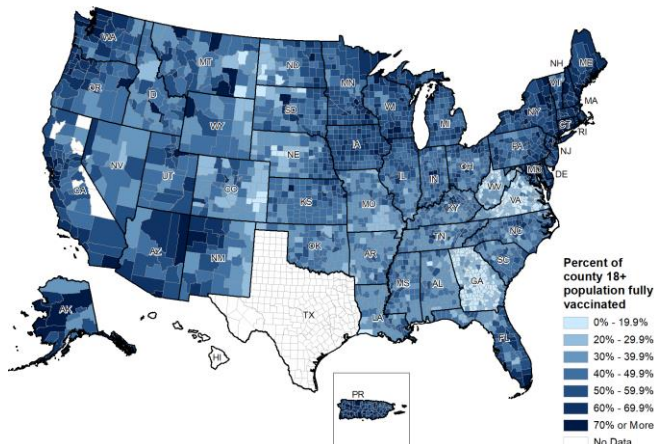 WA
MT
ND
MN
ME
NH
VT
OR
ID
SD
WI
MI
NY
MA
CT
RI
WY
IA
PA
NJ
NE
NV
UT
CO
IL
IN
OH
MD
DE
CA
KS
MO
KY
WV
VA
AZ
NM
OK
AR
TN
NC
SC
MS
AL
GA
TX
LA
FL
AK
HI
PR
Percent of
county 18+
population fully
vaccinated
0% - 19.9%
20% - 29.9%
30% - 39.9%
40% - 49.9%
50% - 59.9%
60% - 69.9%
70% or More
No Data